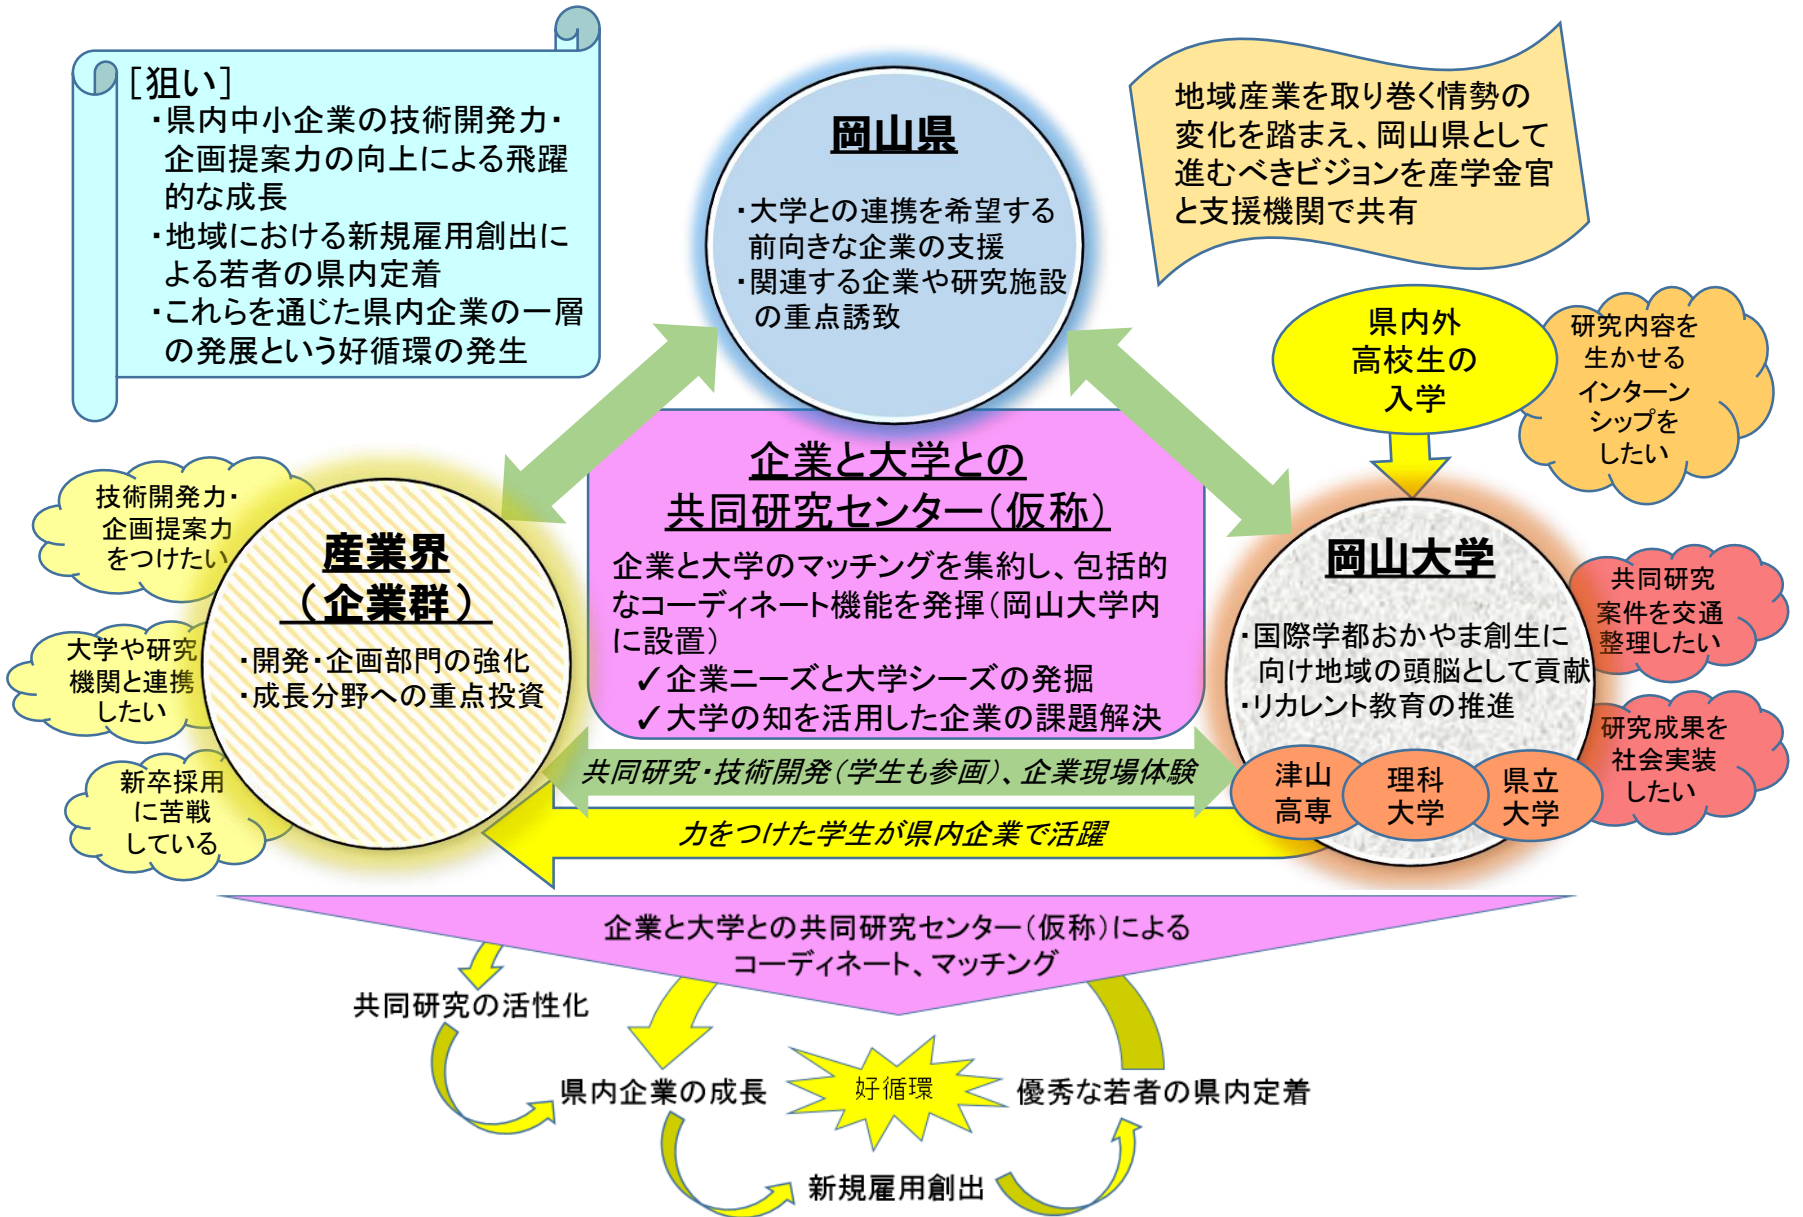 ［狙い］
・県内中小企業の技術開発力・
企画提案力の向上による飛躍
的な成長
・地域における新規雇用創出に
よる若者の県内定着
・これらを通じた県内企業の一層
の発展という好循環の発生
岡山県
・大学との連携を希望する
前向きな企業の支援
・関連する企業や研究施設
の重点誘致
地域産業を取り巻く情勢の
変化を踏まえ、岡山県として
進むべきビジョンを産学金官
と支援機関で共有
県内外
高校生の
入学
研究内容を
生かせる
インターン
シップを
したい
技術開発力・
企画提案力
をつけたい
大学や研究
機関と連携
したい
新卒採用
に苦戦
している
産業界
（企業群）
・開発・企画部門の強化
・成長分野への重点投資
企業と大学との
共同研究センター（仮称）
企業と大学のマッチングを集約し、包括的
なコーディネート機能を発揮（岡山大学内
に設置）
✓企業ニーズと大学シーズの発掘
✓大学の知を活用した企業の課題解決
岡山大学
・国際学都おかやま創生に
向け地域の頭脳として貢献
・リカレント教育の推進
津山
高専
理科
大学
県立
大学
共同研究
案件を交通
整理したい
研究成果を
社会実装
したい
共同研究・技術開発（学生も参画）、企業現場体験
力をつけた学生が県内企業で活躍
企業と大学との共同研究センター（仮称）による
コーディネート、マッチング
共同研究の活性化
県内企業の成長
好循環
優秀な若者の県内定着
新規雇用創出